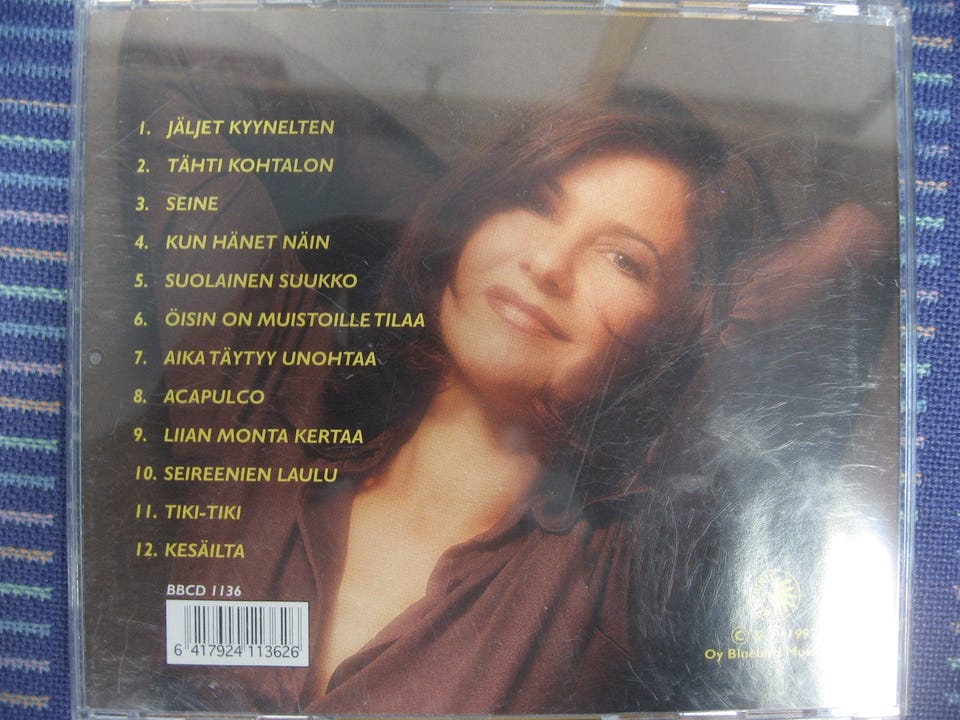 1. JÄLJET KYYNELTEN
2. TÄHTI KOHTALON
3. SEINE
4. KUN HÄNET NÄIN
5. SUOLAINEN SUUKKO
6. ÖISIN ON MUISTOILLE TILAA
7. AIKA TÄYTYY UNOHTAA
8. ACAPULCO
9. LIIAN MONTA KERTAA
10. SEIREENIEN LAULU
11. TIKI-TIKI
12. KESÄILTA
BBCD 1136
6 417924 113626
©
Oy Bluebird